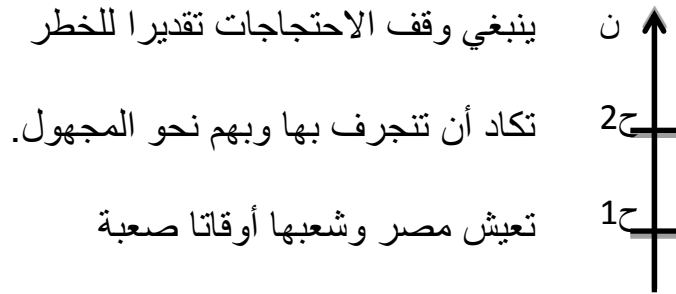 ن ينبغي وقف الاحتجاجات تقديرا للخطر
ح2 تكاد أن تنجرف بها وبهم نحو المجهول.
ح1 تعيش مصر وشعبها أوقاتا صعبة